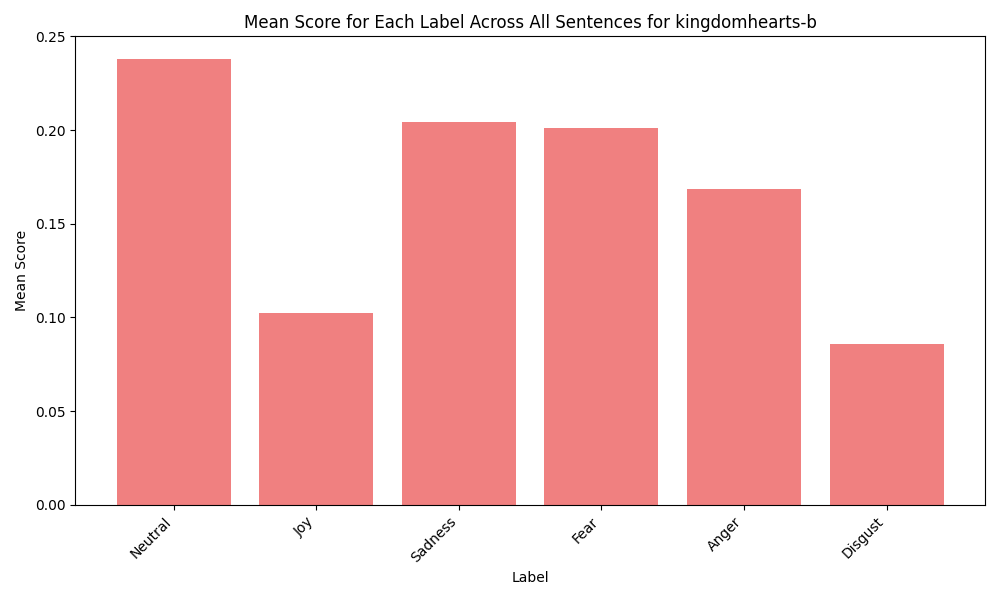 Mean Score for Each Label Across All Sentences for kingdomhearts-b
0.25
0.20
0.15
0.10
0.05
0.00
Mean Score
Neutral
Joy
Sadness
Fear
Anger
Disgust
Label